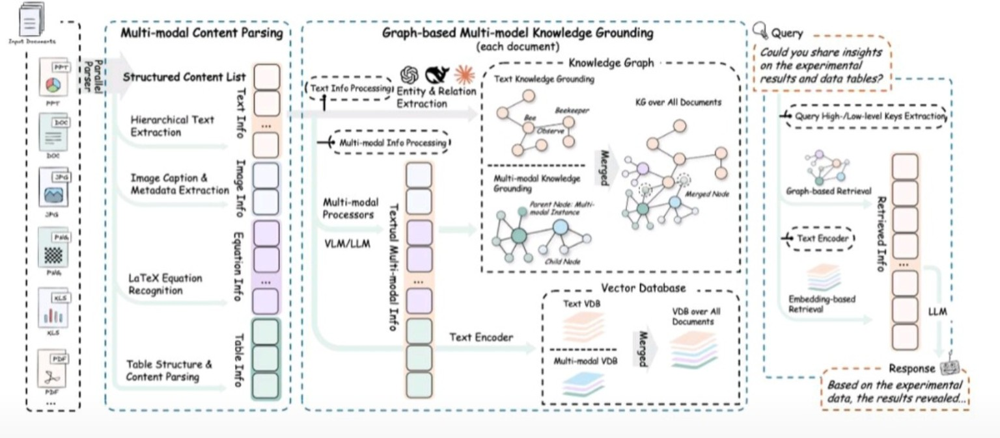 Input Documents
PPT
PPT
DOC
DOC
JPG
JPG
PNG
PNG
XLS
XLS
PDF
PDF
...
Parallel
Parser
Multi-modal Content Parsing
Structured Content List
Hierarchical Text
Extraction
Image Caption &
Metadata Extraction
LaTeX Equation
Recognition
Table Structure &
Content Parsing
Text Info
...
Image Info
Equation Info
...
Table Info
Graph-based Multi-model Knowledge Grounding
(each document)
Text Info Processing
Entity & Relation
Extraction
Multi-modal Info Processing
Multi-modal
Processors
VLM/LLM
Textual Multi-modal Info
...
Text Encoder
Knowledge Graph
Text Knowledge Grounding
Beekeeper
Bee
Observe
Multi-modal Knowledge
Grounding
Parent Node: Multi-
modal Instance
Child Node
Merged
KG over All Documents
Merged Node
Vector Database
Text VDB
Multi-modal VDB
Merged
VDB over All
Documents
Query
Could you share insights
on the experimental
results and data tables?
Query High-/Low-level Keys Extraction
Graph-based Retrieval
Text Encoder
Embedding-based
Retrieval
Retrieved Info
...
LLM
Response
Based on the experimental
data, the results revealed...